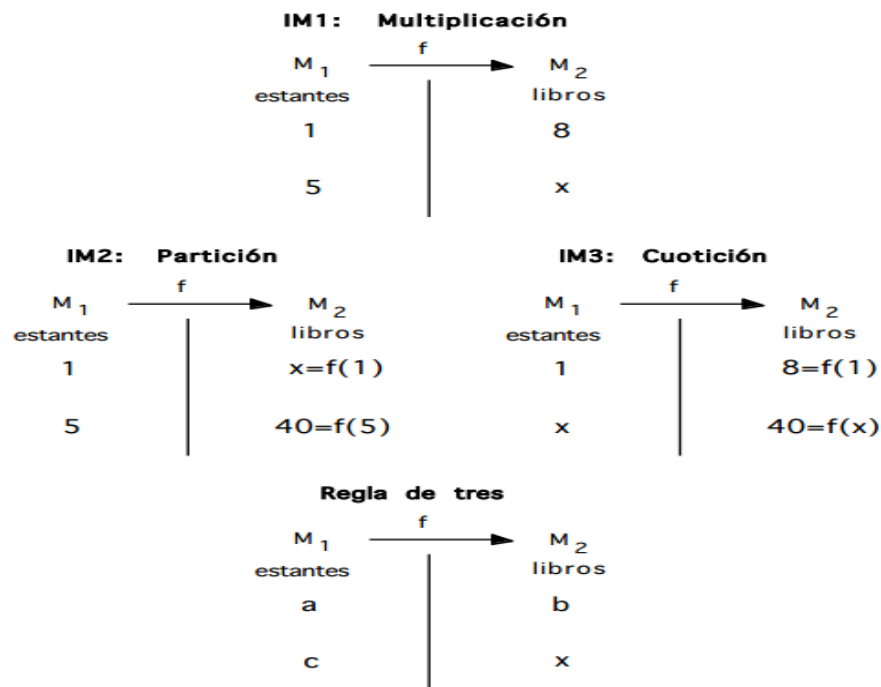 IM1: Multiplicación
f
M1 M2
estantes libros
1 8
5 x
IM2: Partición
f
M1 M2
estantes libros
1 x=f(1)
5 40=f(5)
IM3: Cuotición
f
M1 M2
estantes libros
1 8=f(1)
x 40=f(x)
Regla de tres
f
M1 M2
estantes libros
a b
c x